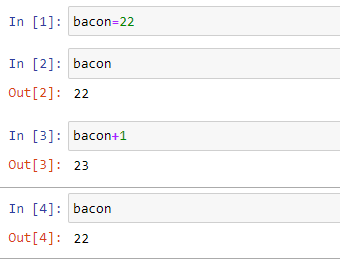 In [1]: bacon=22
In [2]: bacon
Out[2]: 22
In [3]: bacon+1
Out[3]: 23
In [4]: bacon
Out[4]: 22